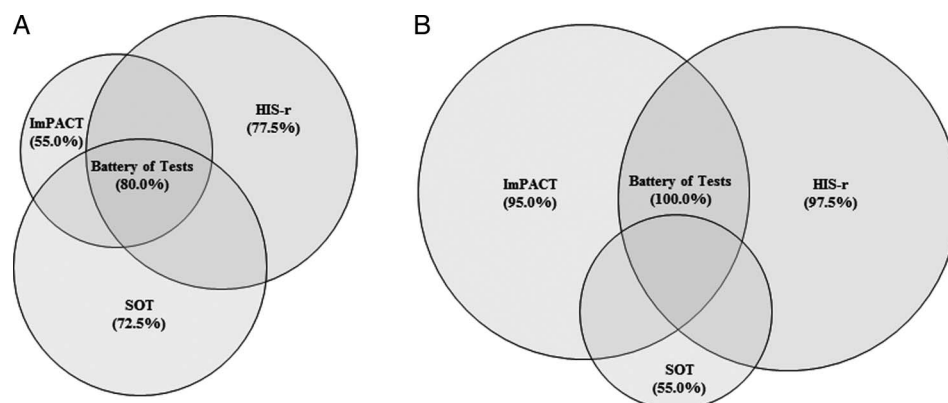 A
ImPACT
(55.0%)
HIS-r
(77.5%)
Battery of Tests
(80.0%)
SOT
(72.5%)
B
ImPACT
(95.0%)
Battery of Tests
(100.0%)
HIS-r
(97.5%)
SOT
(55.0%)